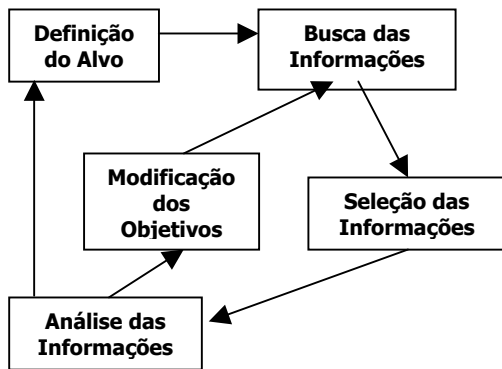 Definição
do Alvo
Busca das
Informações
Modificação
dos
Objetivos
Seleção das
Informações
Análise das
Informações